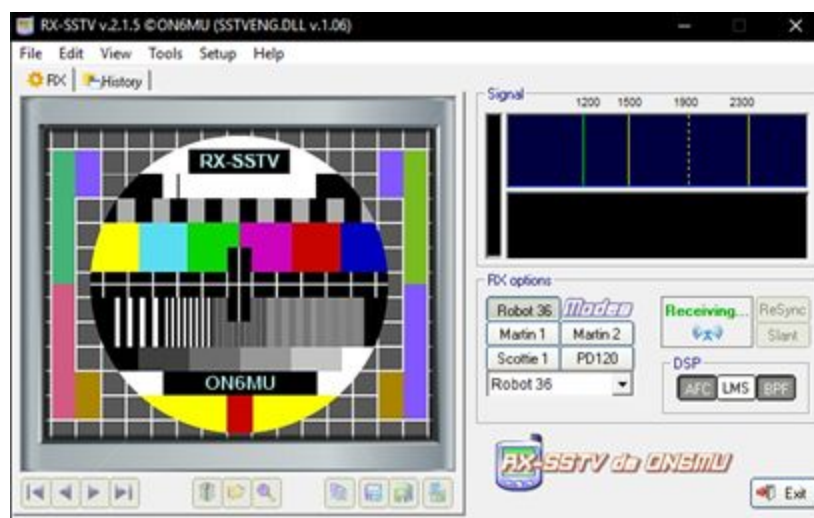 RX-SSTV v.2.1.5 ©ON6MU (SSTVENG.DLL v.1.06)
File Edit View Tools Setup Help
RX History
RX-SSTV
ON6MU
Signal
1200 1500 1900 2300
RX options
Robot 36 Modes
Martin 1 Martin 2
Scottie 1 PD120
Robot 36
Receiving... ReSync
Slant
DSP
AFC LMS BPF
RX-SSTV de ON6MU
Exit